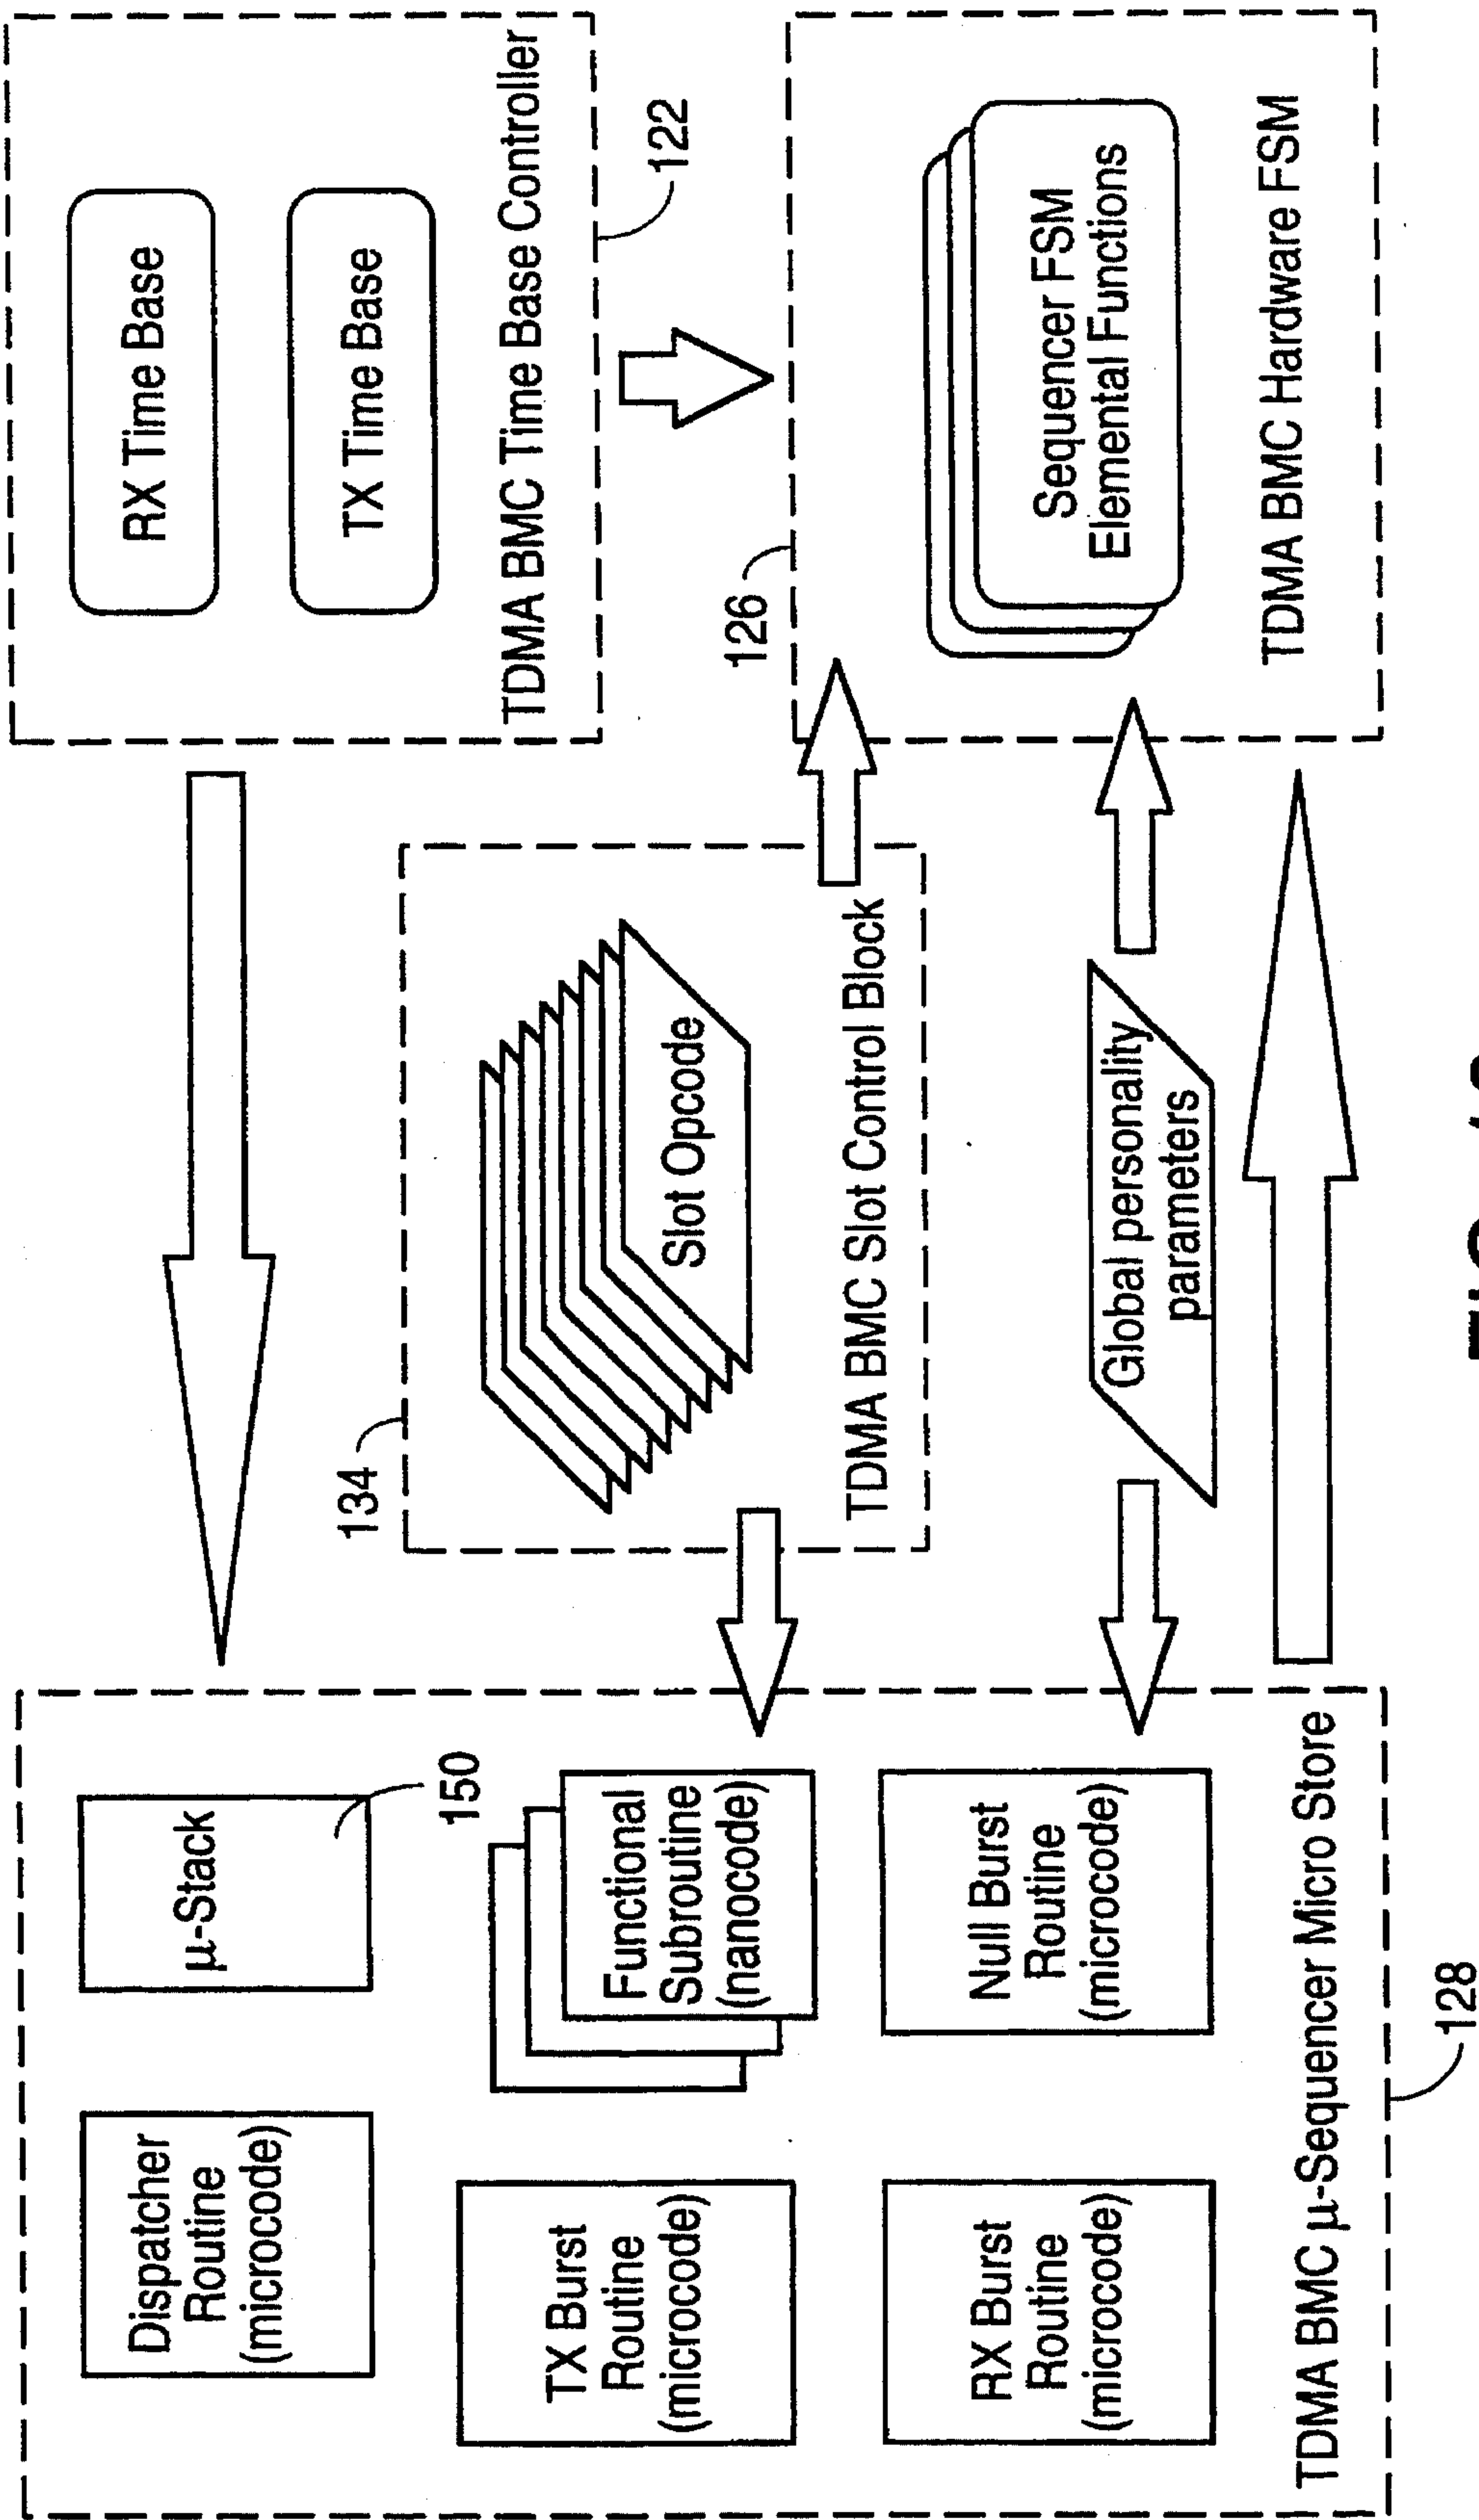 Dispatcher
Routine
(microcode)
μ-Stack
150
TX Burst
Routine
(microcode)
Functional
Subroutine
(nanocode)
RX Burst
Routine
(microcode)
Null Burst
Routine
(microcode)
TDMA BMC μ-Sequencer Micro Store
128
134
Slot Opcode
TDMA BMC Slot Control Block
Global personality
parameters
RX Time Base
TX Time Base
TDMA BMC Time Base Controller
122
126
Sequencer FSM
Elemental Functions
TDMA BMC Hardware FSM